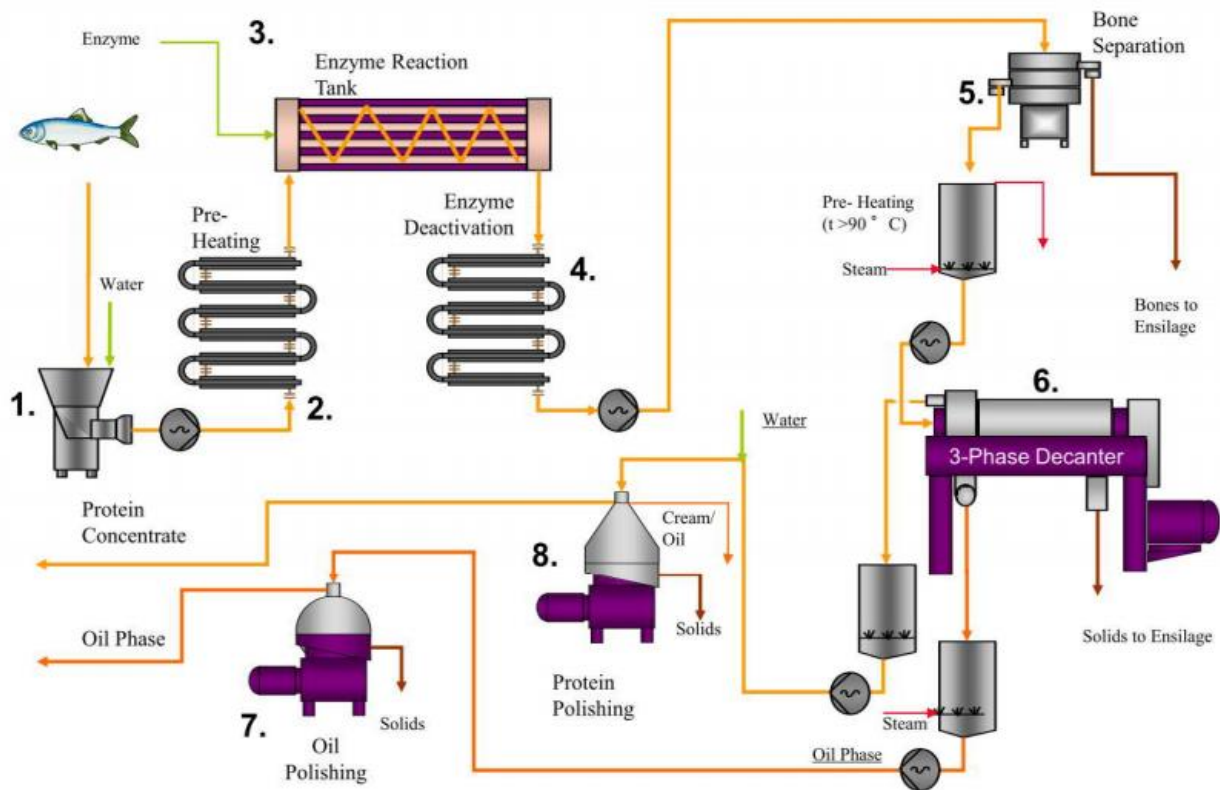 Enzyme
3.
Enzyme Reaction
Tank
Bone
Separation
5.
Pre-
Heating
Enzyme
Deactivation
4.
Pre- Heating
(t >90 ° C)
Steam
Water
Bones to
Ensilage
1.
2.
6.
Water
3-Phase Decanter
Protein
Concentrate
Cream/
Oil
8.
Solids
Solids to Ensilage
Oil Phase
7.
Solids
Protein
Polishing
Steam
Oil
Polishing
Oil Phase